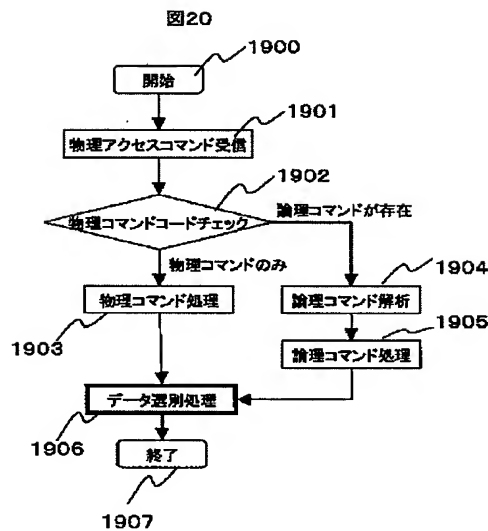 図20
1900
開始
1901
物理アクセスコマンド受信
1902
物理コマンドコードチェック
論理コマンドが存在
物理コマンドのみ
1904
物理コマンド処理
論理コマンド解析
1903
1905
論理コマンド処理
データ選別処理
1906
終了
1907